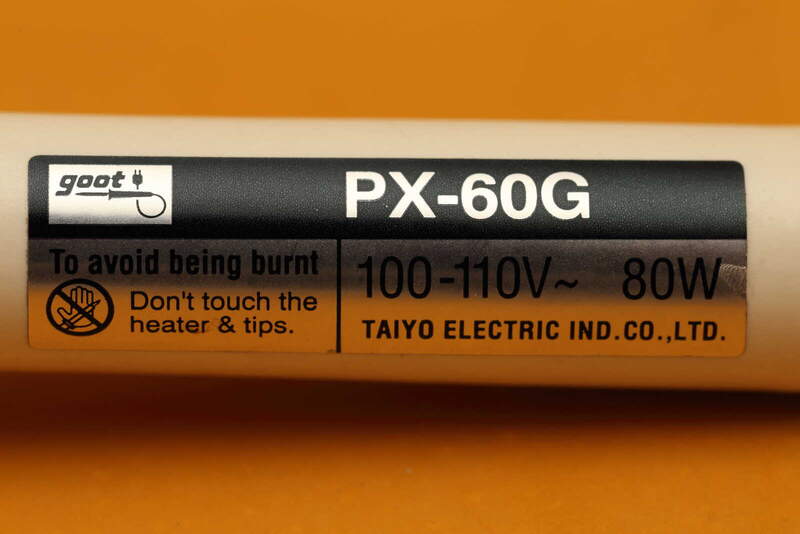 goot
PX-60G
To avoid being burnt
Don't touch the
heater & tips.
100-110V~ 80W
TAIYO ELECTRIC IND.CO.,LTD.